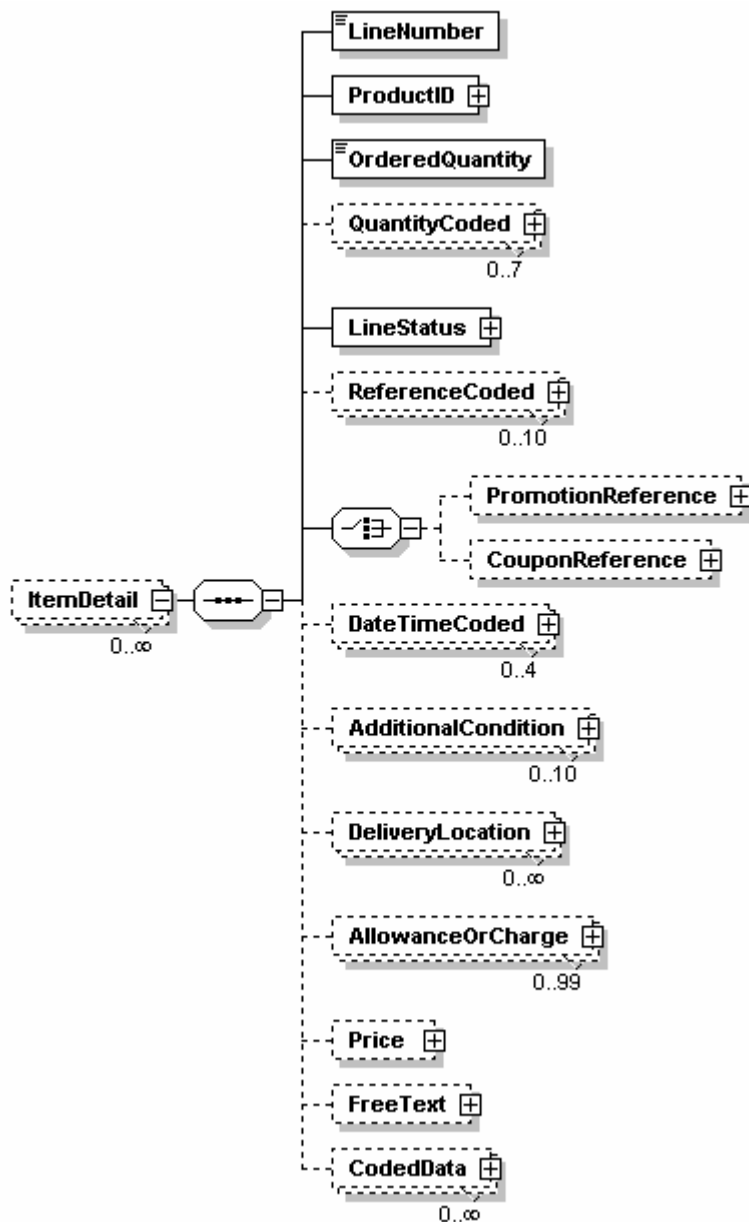 LineNumber
ProductID
OrderedQuantity
QuantityCoded
0..7
LineStatus
ReferenceCoded
0..10
PromotionReference
CouponReference
ItemDetail
0..∞
DateTimeCoded
0..4
AdditionalCondition
0..10
DeliveryLocation
0..∞
AllowanceOrCharge
0..99
Price
FreeText
CodedData
0..∞